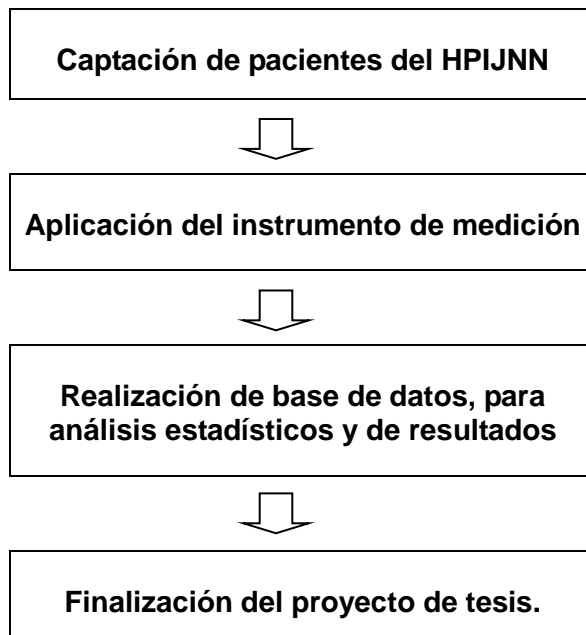 Captación de pacientes del HPIJNN
Aplicación del instrumento de medición
Realización de base de datos, para
análisis estadísticos y de resultados
Finalización del proyecto de tesis.